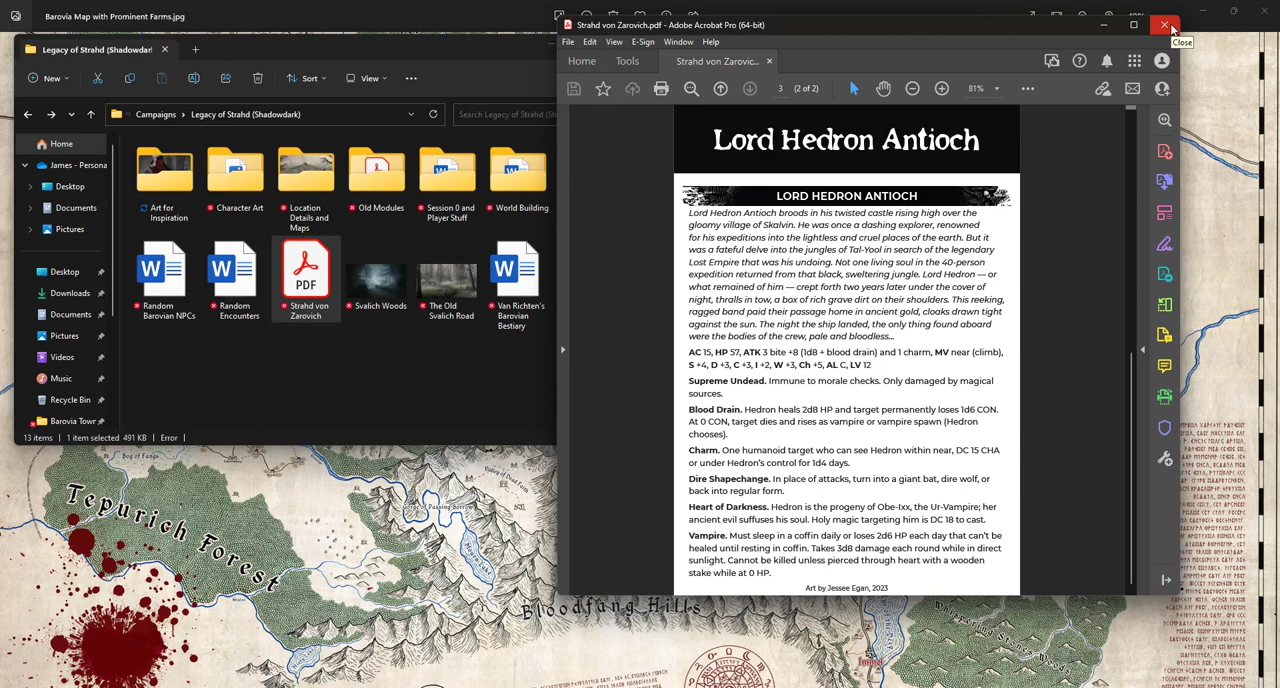 Barovia Map with Prominent Farms.jpg
Legacy of Strahd (Shadowdarl
New
Sort
View
Campaigns > Legacy of Strahd (Shadowdark)
Search Legacy of Strahd (Sh
Home
James - Persona
Desktop
Documents
Pictures
Desktop
Downloads
Documents
Pictures
Videos
Music
Recycle Bin
Barovia Towr
Art for
Inspiration
Character Art
Location
Details and
Maps
Old Modules
Session 0 and
Player Stuff
World Building
Random
Barovian NPCs
Random
Encounters
PDF
Strahd von
Zarovich
Svalich Woods
The Old
Svalich Road
Van Richten's
Barovian
Bestiary
13 items | 1 item selected 491 KB | Error |
Strahd von Zarovich.pdf - Adobe Acrobat Pro (64-bit)
Close
File Edit View E-Sign Window Help
Home Tools Strahd von Zarovic... ×
3 (2 of 2) 81%
Lord Hedron Antioch
LORD HEDRON ANTIOCH
Lord Hedron Antioch broods in his twisted castle rising high over the
gloomy village of Skalvin. He was once a dashing explorer, renowned
for his expeditions into the lightless and cruel places of the earth. But it
was a fateful delve into the jungles of Tal-Yool in search of the legendary
Lost Empire that was his undoing. Not one living soul in the 40-person
expedition returned from that black, sweltering jungle. Lord Hedron — or
what remained of him — crept forth two years later under the cover of
night, thralls in tow, a box of rich grave dirt on their shoulders. This reeking,
ragged band paid their passage home in ancient gold, cloaks drawn tight
against the sun. The night the ship landed, the only thing found aboard
were the bodies of the crew, pale and bloodless...
AC 15, HP 57, ATK 3 bite +8 (1d8 + blood drain) and 1 charm, MV near (climb),
S +4, D +3, C +3, I +2, W +3, Ch +5, AL C, LV 12
Supreme Undead. Immune to morale checks. Only damaged by magical
sources.
Blood Drain. Hedron heals 2d8 HP and target permanently loses 1d6 CON.
At 0 CON, target dies and rises as vampire or vampire spawn (Hedron
chooses).
Charm. One humanoid target who can see Hedron within near, DC 15 CHA
or under Hedron's control for 1d4 days.
Dire Shapechange. In place of attacks, turn into a giant bat, dire wolf, or
back into regular form.
Heart of Darkness. Hedron is the progeny of Obe-Ixx, the Ur-Vampire; her
ancient evil suffuses his soul. Holy magic targeting him is DC 18 to cast.
Vampire. Must sleep in a coffin daily or loses 2d6 HP each day that can't be
healed until resting in coffin. Takes 3d8 damage each round while in direct
sunlight. Cannot be killed unless pierced through heart with a wooden
stake while at 0 HP.
Art by Jessee Egan, 2023
Tepurich Forest
Bloodfang Hills
Whispering Stones Woods